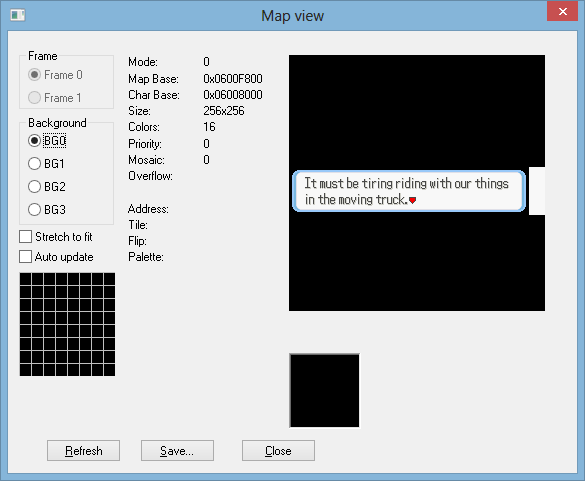 Map view
Frame
Frame 0
Frame 1
Background
BG0
BG1
BG2
BG3
Stretch to fit
Auto update
Mode: 0
Map Base: 0x0600F800
Char Base: 0x06008000
Size: 256x256
Colors: 16
Priority: 0
Mosaic: 0
Overflow:
Address:
Tile:
Flip:
Palette:
It must be tiring riding with our things
in the moving truck.
Refresh
Save...
Close